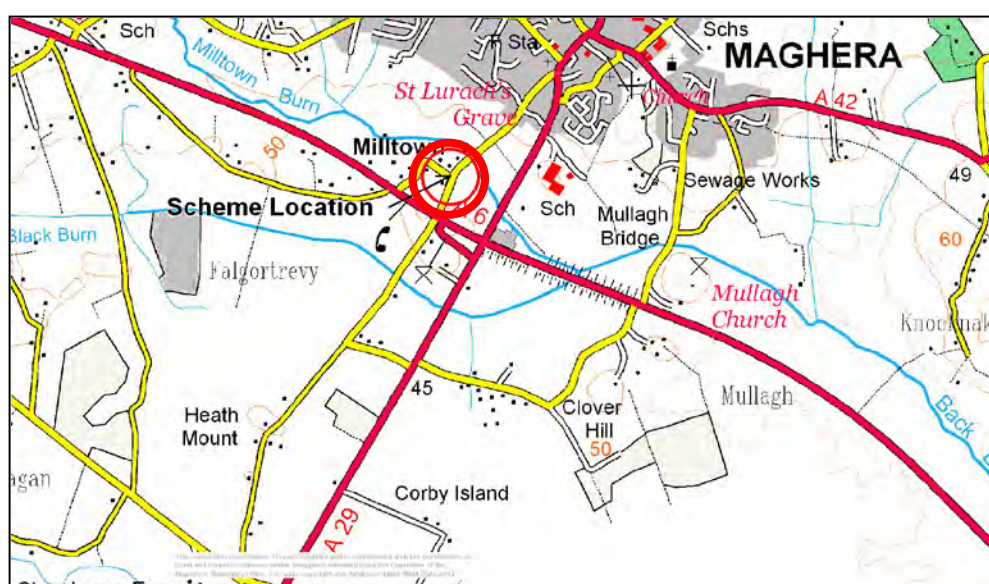 Sch
Milltown
Burn
F Sta
Schs
MAGHERA
St Lurach's
Grave
Church
A 42
50
Milltown
Scheme Location
6
Sch
Sewage Works
49
Mullagh
Bridge
60
Black Burn
Falgortrevy
Mullagh
Church
45
Mullagh
Heath
Mount
Clover
Hill
50
Back
Corby Island
A 29